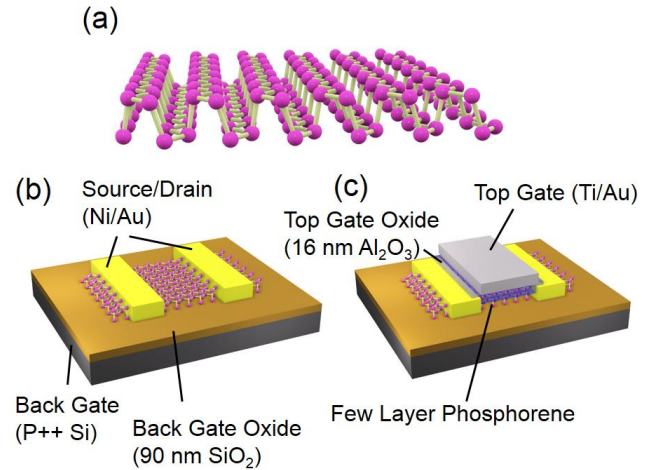 (a)
(b)
Source/Drain
(Ni/Au)
Back Gate
(P++ Si)
Back Gate Oxide
(90 nm SiO₂)
(c)
Top Gate (Ti/Au)
Top Gate Oxide
(16 nm Al₂O₃)
Few Layer Phosphorene